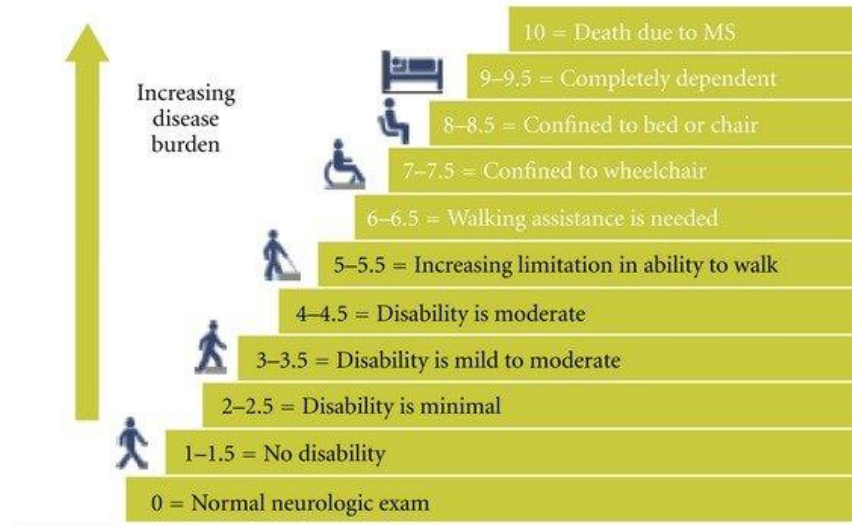 10 = Death due to MS
9–9.5 = Completely dependent
Increasing
disease
burden
8–8.5 = Confined to bed or chair
7–7.5 = Confined to wheelchair
6–6.5 = Walking assistance is needed
5–5.5 = Increasing limitation in ability to walk
4–4.5 = Disability is moderate
3–3.5 = Disability is mild to moderate
2–2.5 = Disability is minimal
1–1.5 = No disability
0 = Normal neurologic exam